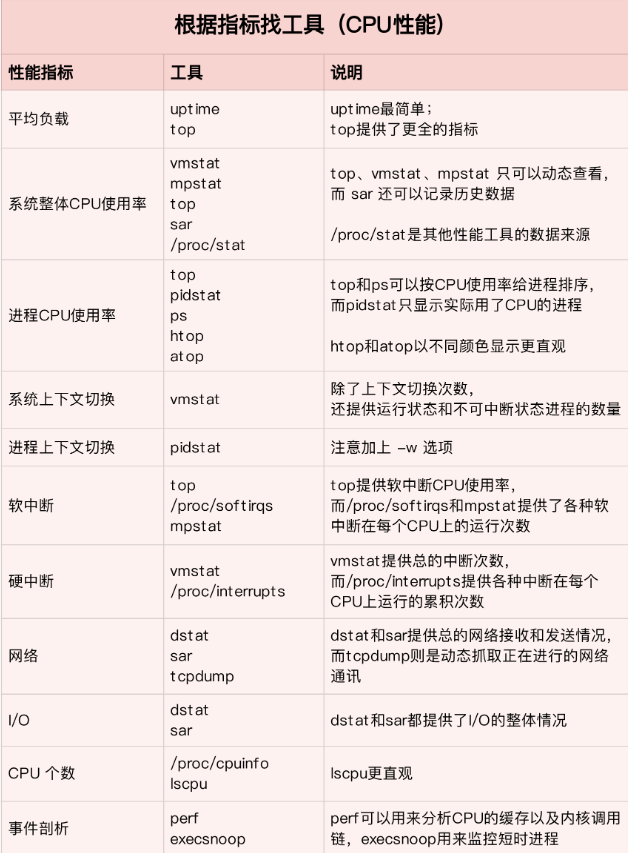 根据指标找工具（CPU性能）
性能指标
工具
说明
平均负载
uptime
top
uptime最简单；
top提供了更全的指标
系统整体CPU使用率
vmstat
mpstat
top
sar
/proc/stat
top、vmstat、mpstat 只可以动态查看，
而 sar 还可以记录历史数据
/proc/stat是其他性能工具的数据来源
进程CPU使用率
top
pidstat
ps
htop
atop
top和ps可以按CPU使用率给进程排序，
而pidstat只显示实际用了CPU的进程
htop和atop以不同颜色显示更直观
系统上下文切换
vmstat
除了上下文切换次数，
还提供运行状态和不可中断状态进程的数量
进程上下文切换
pidstat
注意加上 -w 选项
软中断
top
/proc/softirqs
mpstat
top提供软中断CPU使用率，
而/proc/softirqs和mpstat提供了各种软
中断在每个CPU上的运行次数
硬中断
vmstat
/proc/interrupts
vmstat提供总的中断次数，
而/proc/interrupts提供各种中断在每个
CPU上运行的累积次数
网络
dstat
sar
tcpdump
dstat和sar提供总的网络接收和发送情况，
而tcpdump则是动态抓取正在进行的网络
通讯
I/O
dstat
sar
dstat和sar都提供了I/O的整体情况
CPU 个数
/proc/cpuinfo
lscpu
lscpu更直观
事件剖析
perf
execsnoop
perf可以用来分析CPU的缓存以及内核调用
链，execsnoop用来监控短时进程